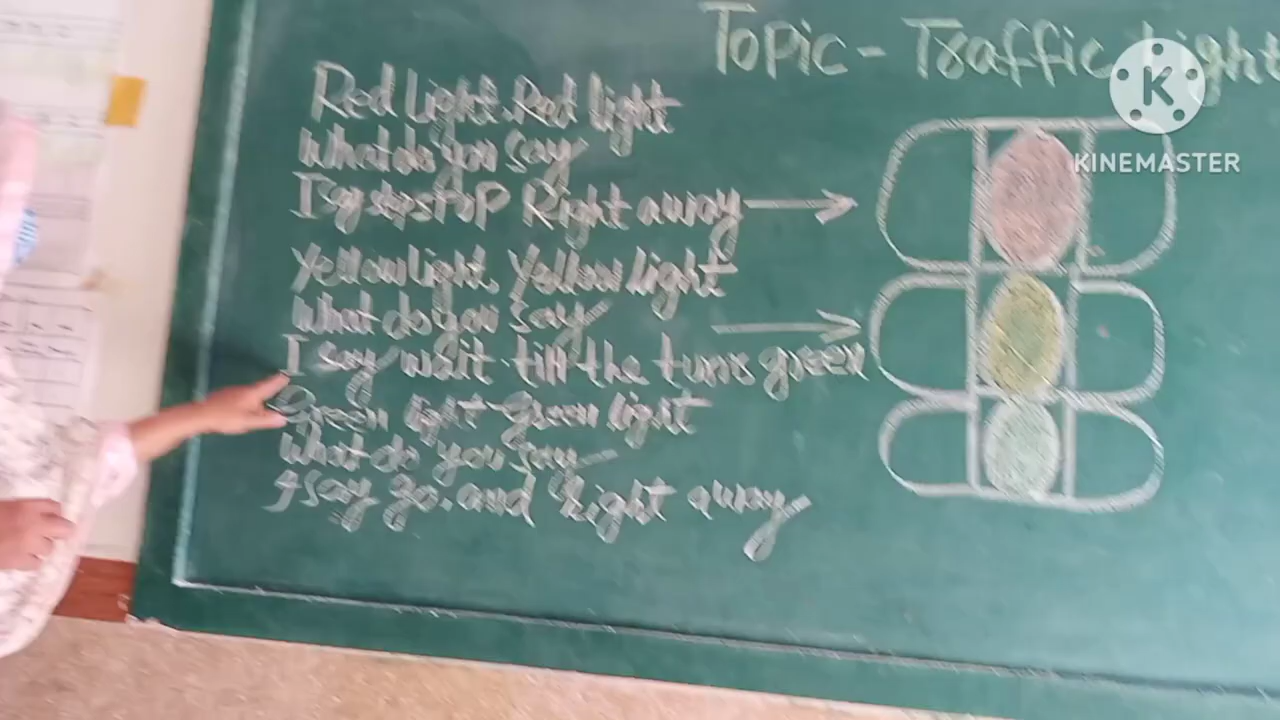 Topic - Traffic Light
Red light Red light
What do you say
I say stop stop Right away
Yellow light, Yellow light
What do you say
I say wait till the turns green
Green light Green light
What do you say
I say go. and Right away
KINEMASTER